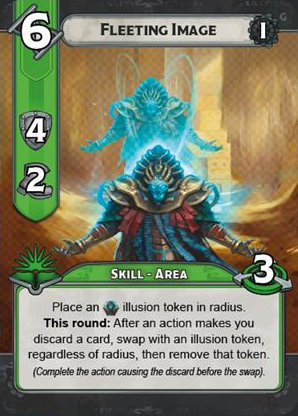 6
FLEETING IMAGE
I
G
4
2
SKILL - AREA
3
Place an illusion token in radius.
This round: After an action makes you
discard a card, swap with an illusion token,
regardless of radius, then remove that token.
(Complete the action causing the discard before the swap).